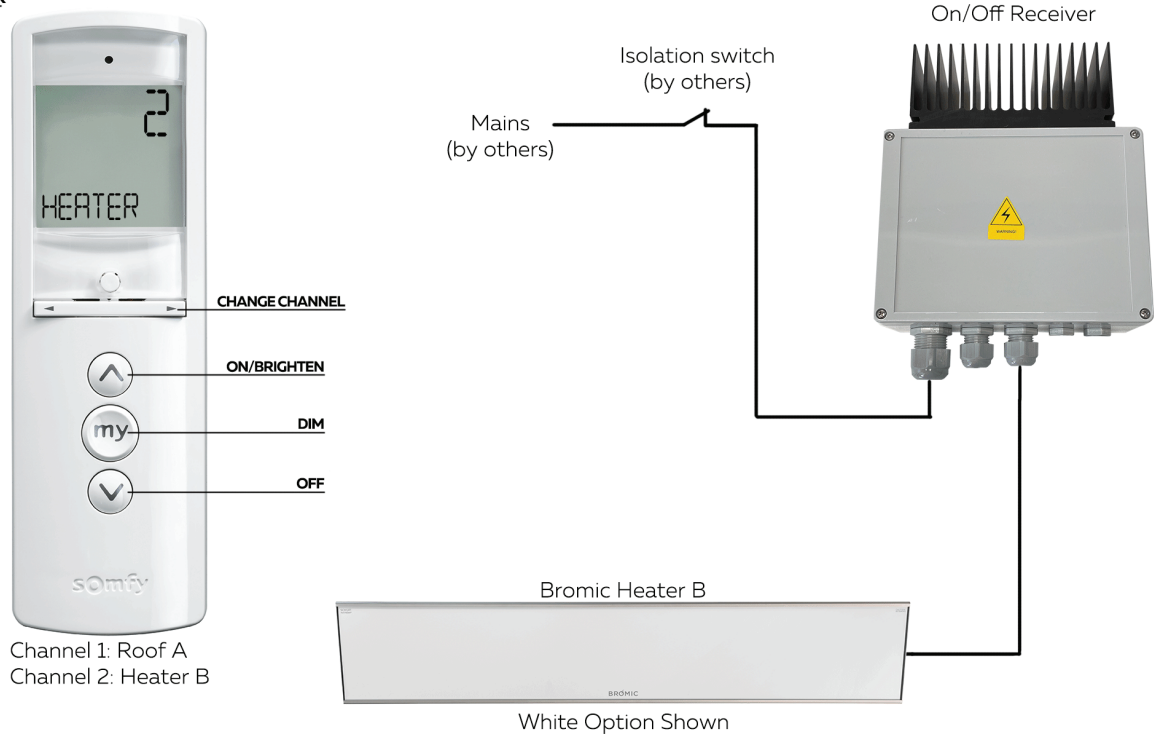 On/Off Receiver
Isolation switch
(by others)
Mains
(by others)
2
HEATER
CHANGE CHANNEL
ON/BRIGHTEN
my
DIM
OFF
somfy
Channel 1: Roof A
Channel 2: Heater B
WARNING!
Bromic Heater B
BROMIC
White Option Shown